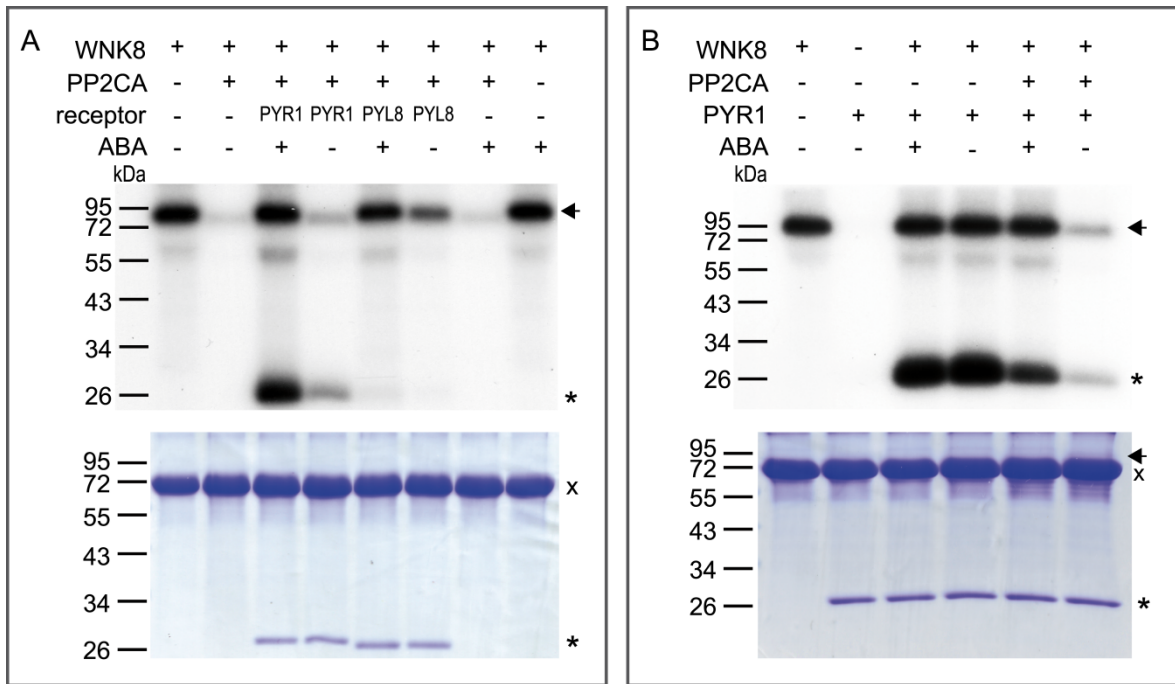 A
WNK8 + + + + + + + +
PP2CA - + + + + + + -
receptor - - PYR1 PYR1 PYL8 PYL8 - -
ABA - - + - + - + +
kDa
95
72
55
43
34
26
*
95
72
x
55
43
34
26
*
B
WNK8 + - + + + +
PP2CA - - - - + +
PYR1 - + + + + +
ABA - - + - + -
kDa
95
72
55
43
34
26
*
95
72
x
55
43
34
26
*